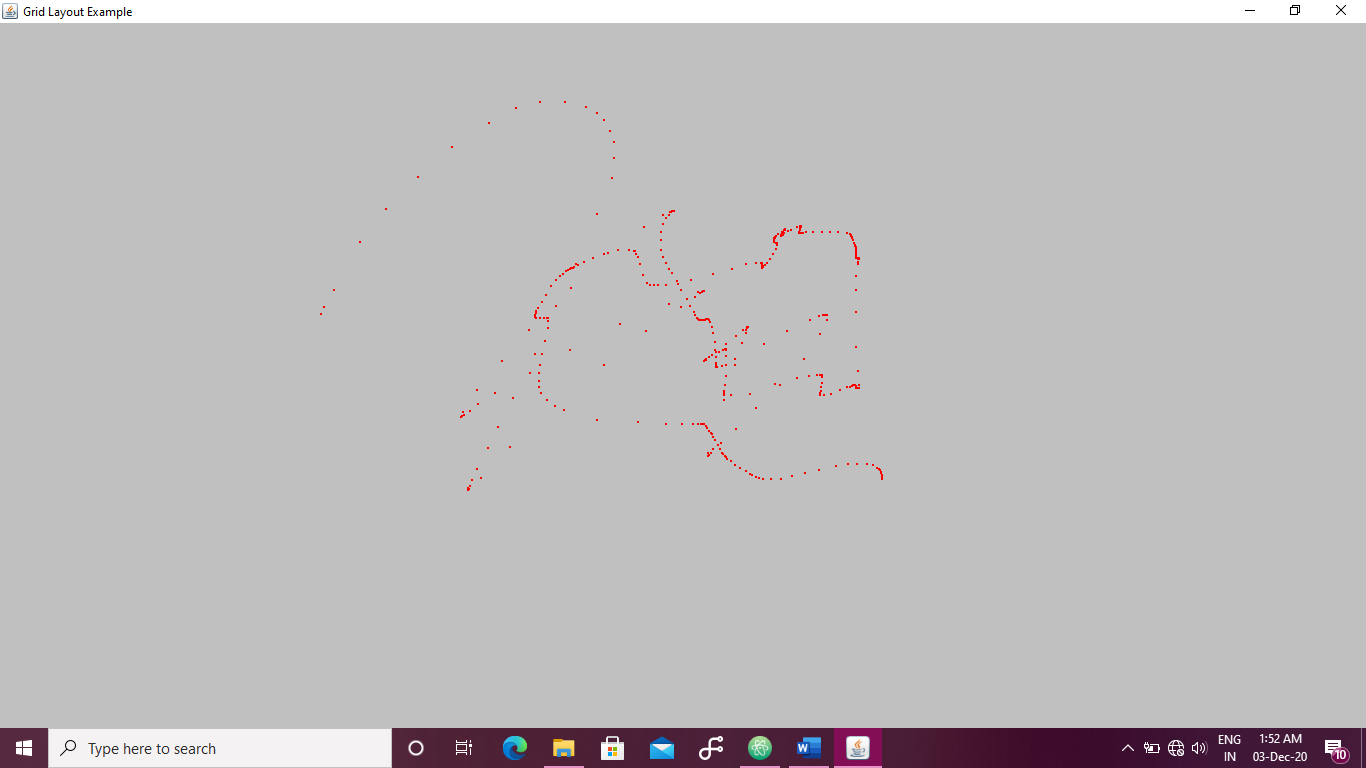 Grid Layout Example
Type here to search
ENG
IN
1:52 AM
03-Dec-20
10